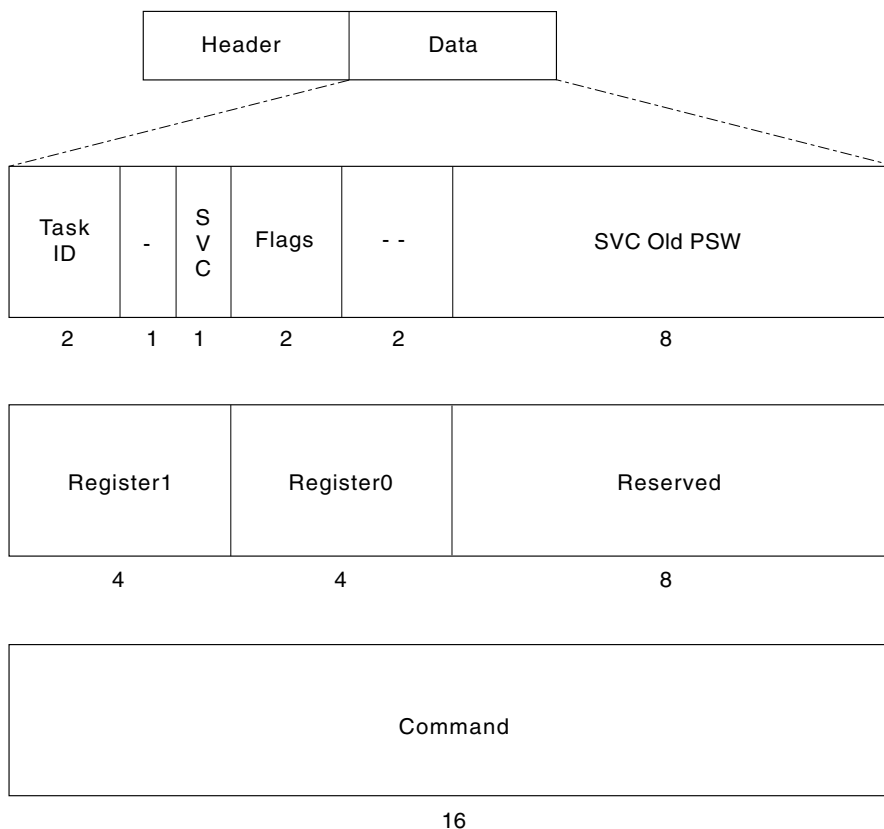 Header Data
Task
ID
-
S
V
C
Flags
- -
SVC Old PSW
2 1 1 2 2 8
Register1 Register0 Reserved
4 4 8
Command
16